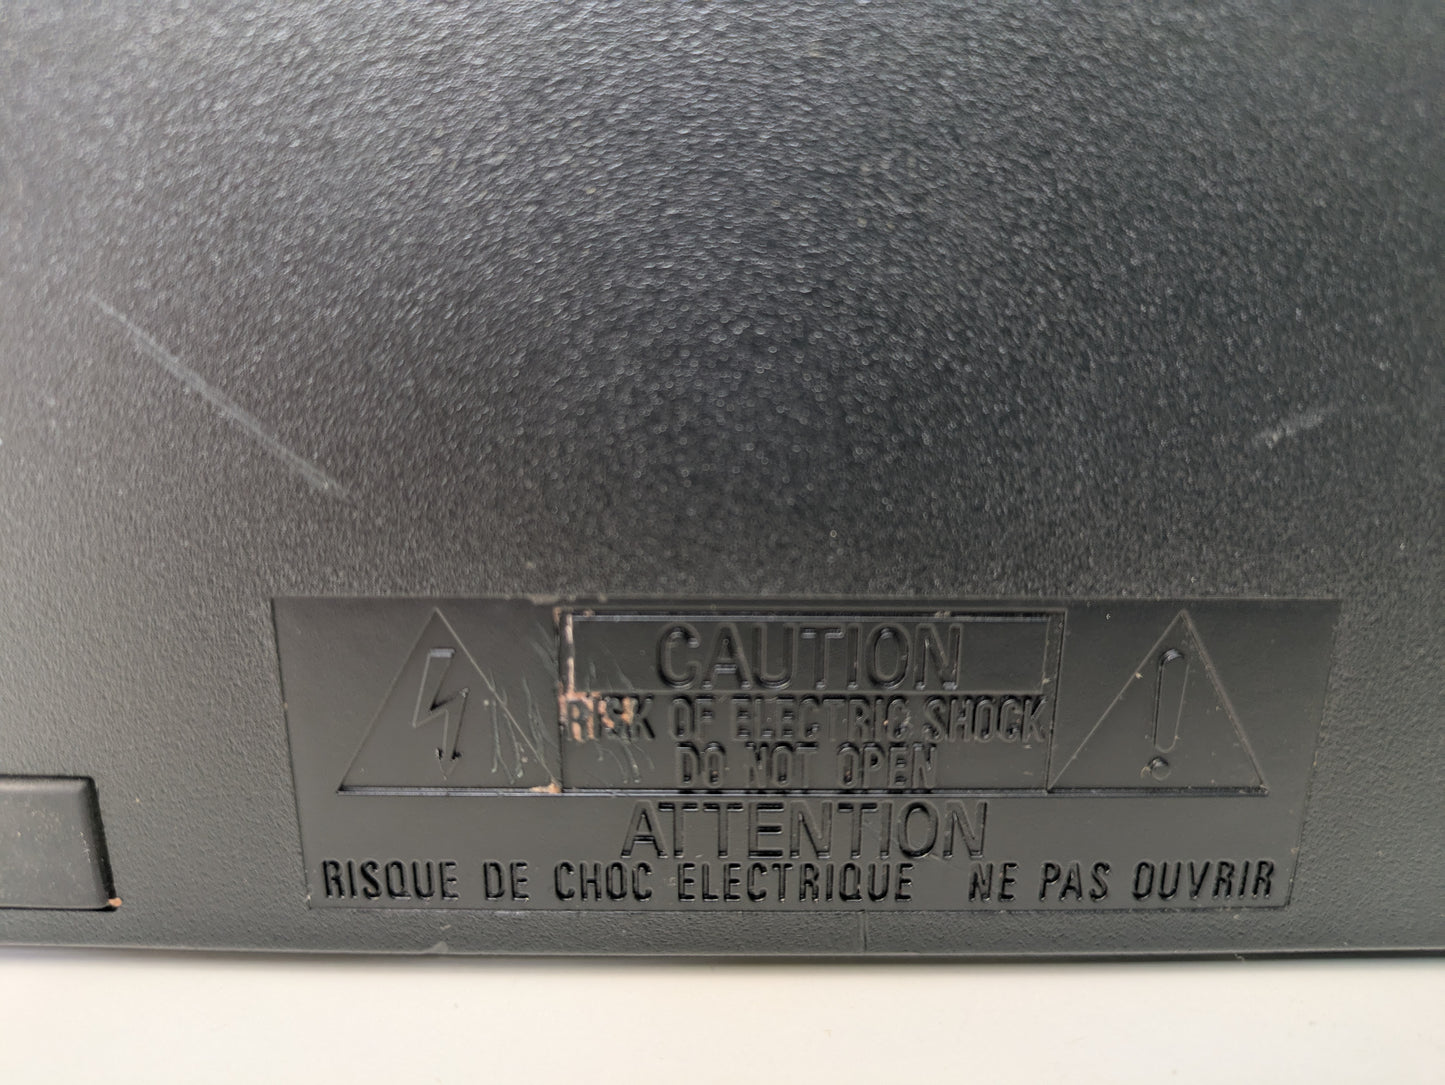 CAUTION
RISK OF ELECTRIC SHOCK
DO NOT OPEN
ATTENTION
RISQUE DE CHOC ELECTRIQUE NE PAS OUVRIR